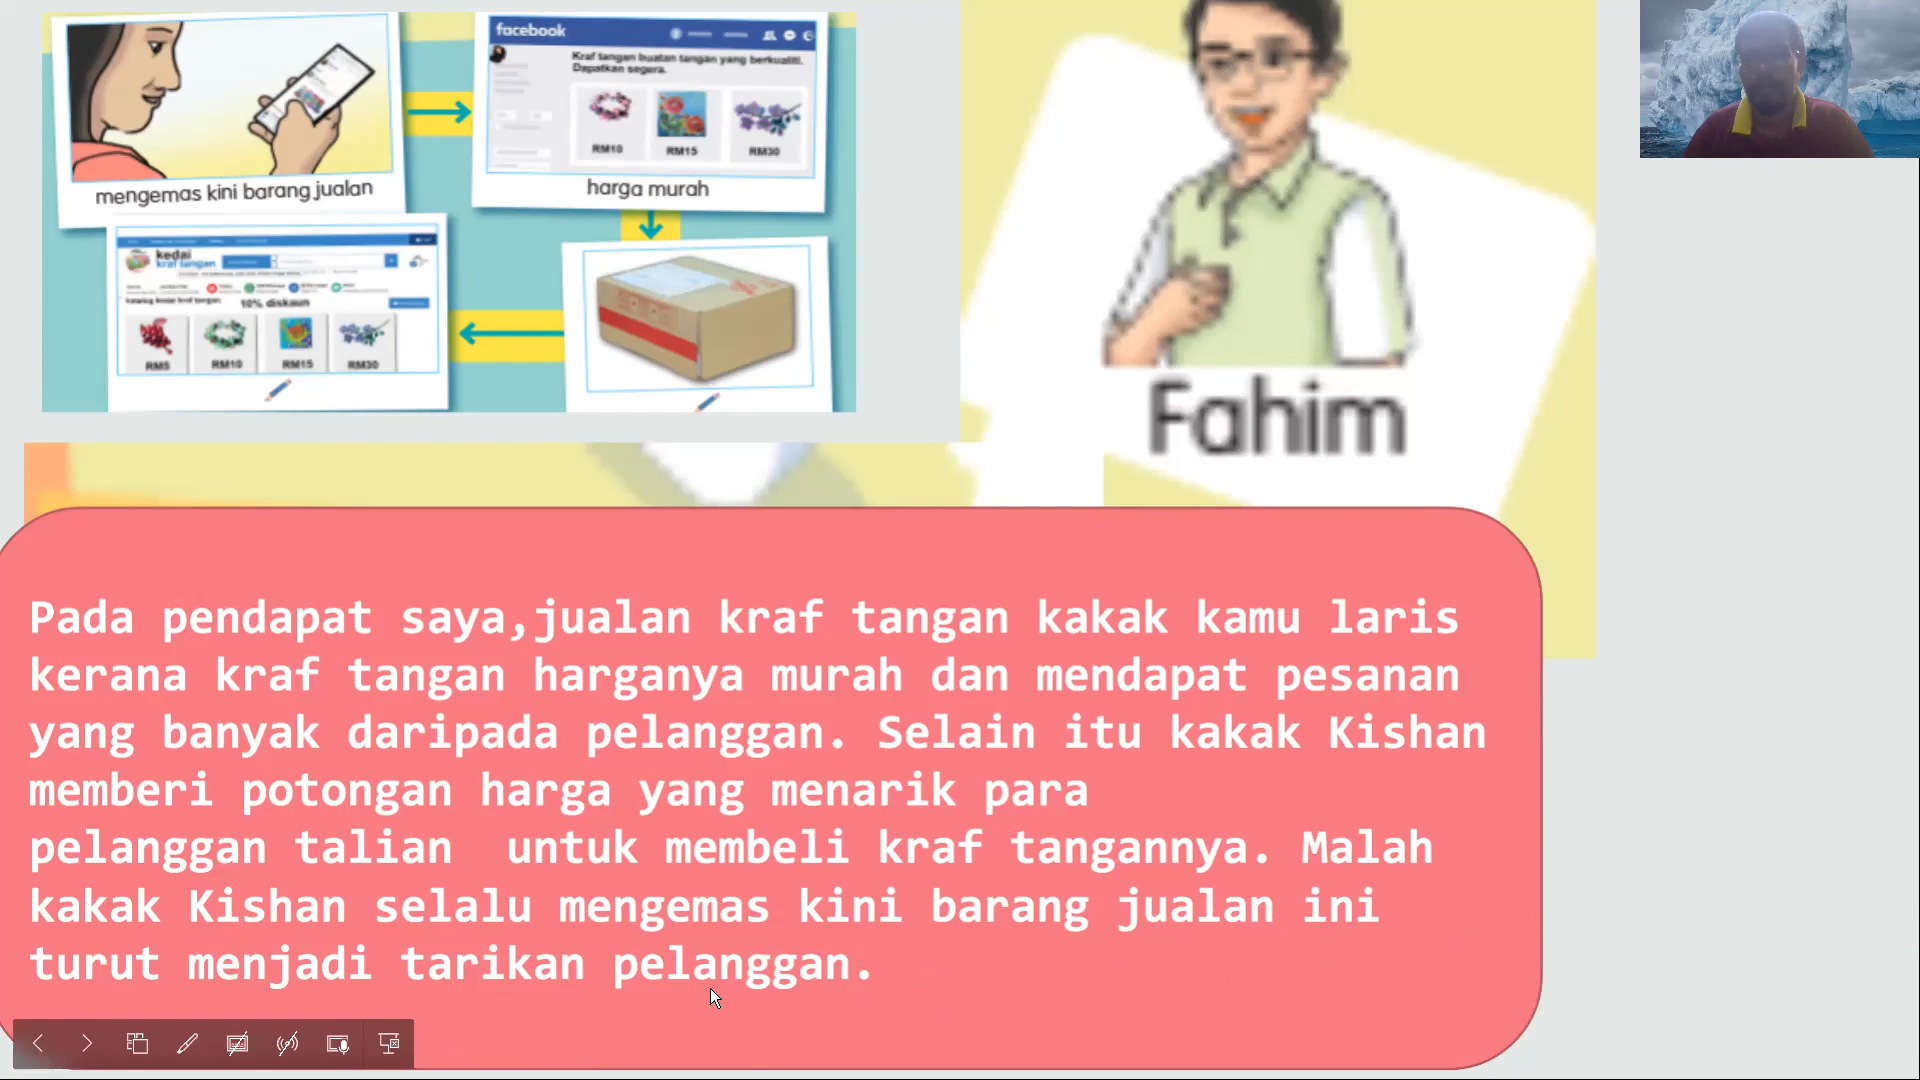 facebook
Kraf tangan buatan tangan yang berkualiti.
Dapatkan segera.
RM10 RM15 RM30
mengemas kini barang jualan
harga murah
kedai
kraf tangan
katalog kedai kraf tangan 10% diskaun
RM5 RM10 RM15 RM30
Fahim
Pada pendapat saya,jualan kraf tangan kakak kamu laris
kerana kraf tangan harganya murah dan mendapat pesanan
yang banyak daripada pelanggan. Selain itu kakak Kishan
memberi potongan harga yang menarik para
pelanggan talian untuk membeli kraf tangannya. Malah
kakak Kishan selalu mengemas kini barang jualan ini
turut menjadi tarikan pelanggan.